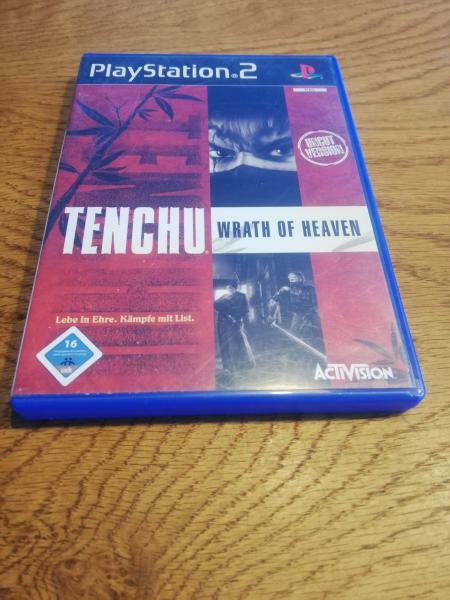 PlayStation.2
UNCUT
VERSION!
TENCHU
WRATH OF HEAVEN
Lebe in Ehre. Kämpfe mit List.
16
ACTIVISION